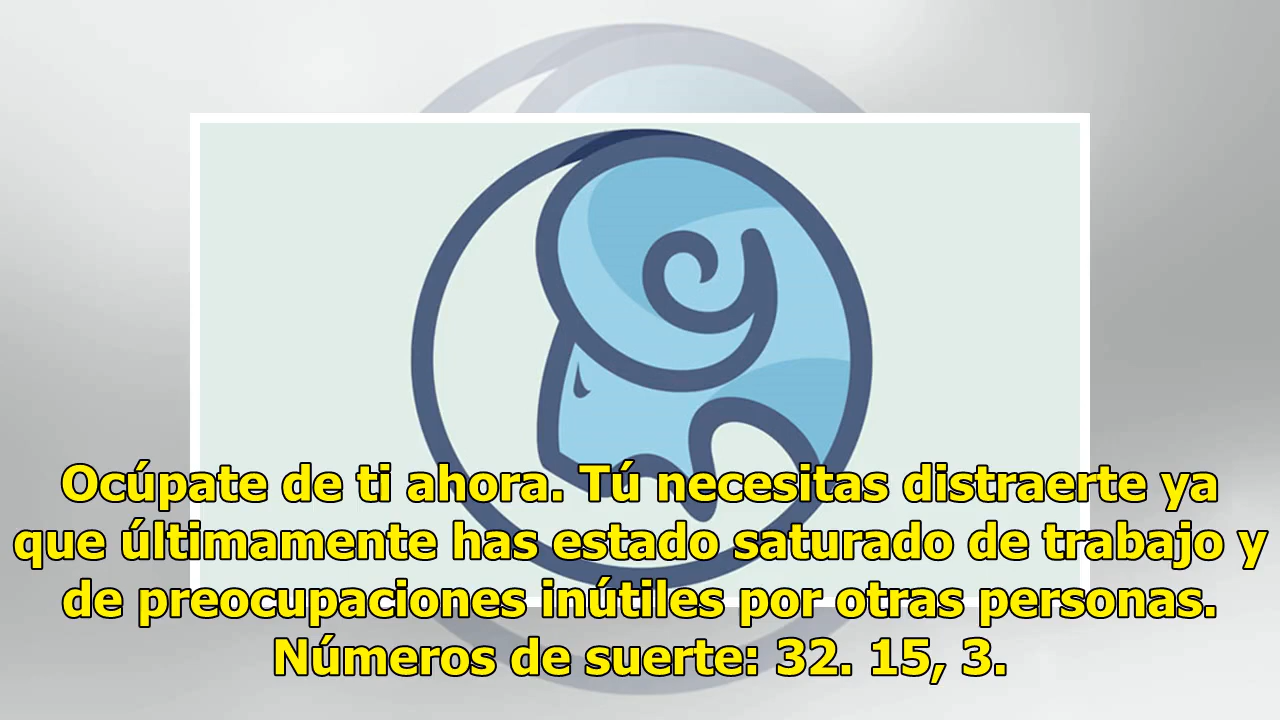 Ocúpate de ti ahora. Tú necesitas distraerte ya
que últimamente has estado saturado de trabajo y
de preocupaciones inútiles por otras personas.
Números de suerte: 32. 15, 3.